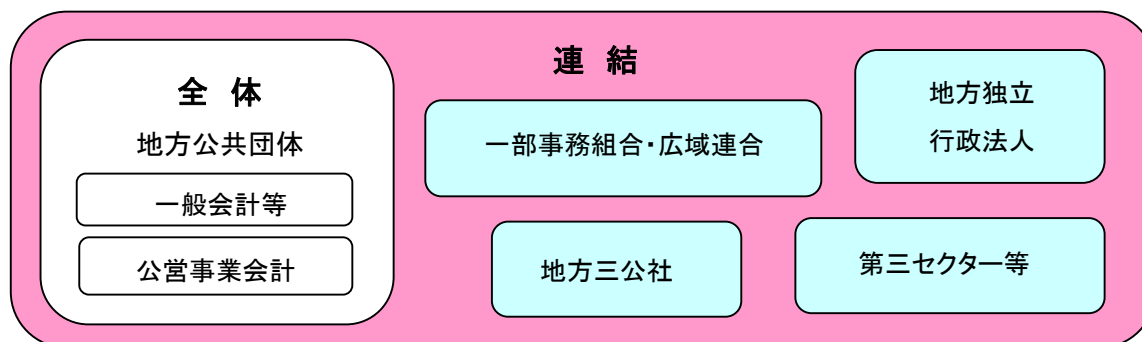 全 体
地方公共団体
一般会計等
公営事業会計
連 結
一部事務組合・広域連合
地方独立
行政法人
地方三公社
第三セクター等